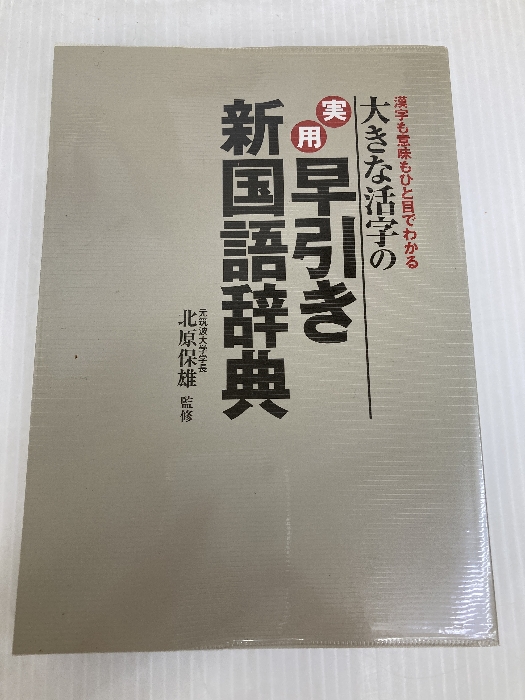 漢字も意味もひと目でわかる
大きな活字の
実用
早引き
新国語辞典
元筑波大学学長
北原保雄 監修